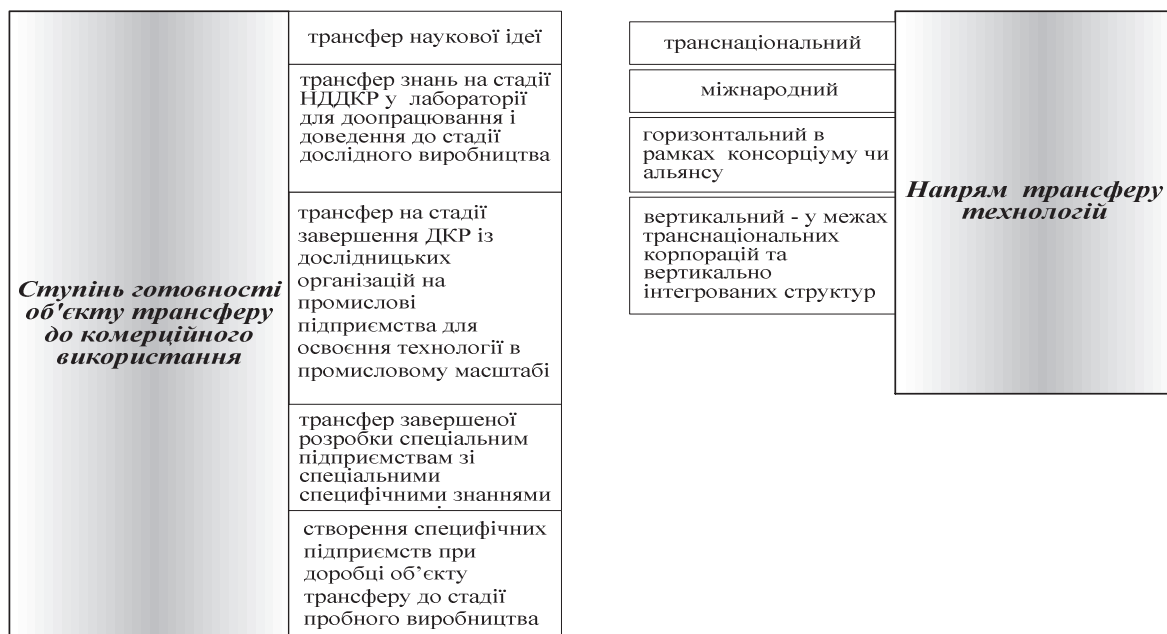 Ступінь готовності
об'єкту трансферу
до комерційного
використання
трансфер наукової ідеї
трансфер знань на стадії
НДДКР у лабораторії
для доопрацювання і
доведення до стадії
дослідного виробництва
трансфер на стадії
завершення ДКР із
дослідницьких
організацій на
промислові
підприємства для
освоєння технології в
промисловому масштабі
трансфер завершеної
розробки спеціальним
підприємствам зі
спеціальними
специфічними знаннями
створення специфічних
підприємств при
доробці об’єкту
трансферу до стадії
пробного виробництва
транснаціональний
міжнародний
горизонтальний в
рамках консорціуму чи
альянсу
вертикальний - у межах
транснаціональних
корпорацій та
вертикально
інтегрованих структур
Напрям трансферу
технологій